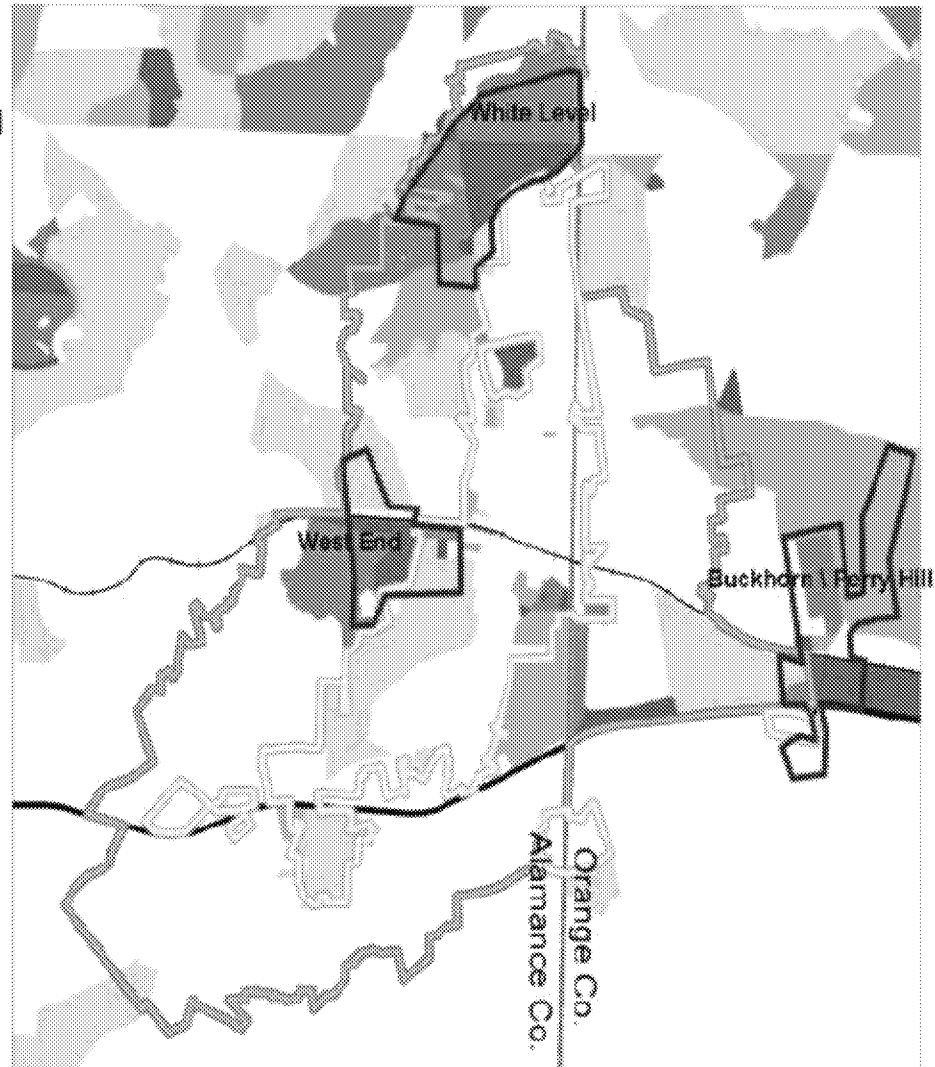 White Level
West End
Buckhorn \ Perry Hill
Orange Co.
Alamance Co.